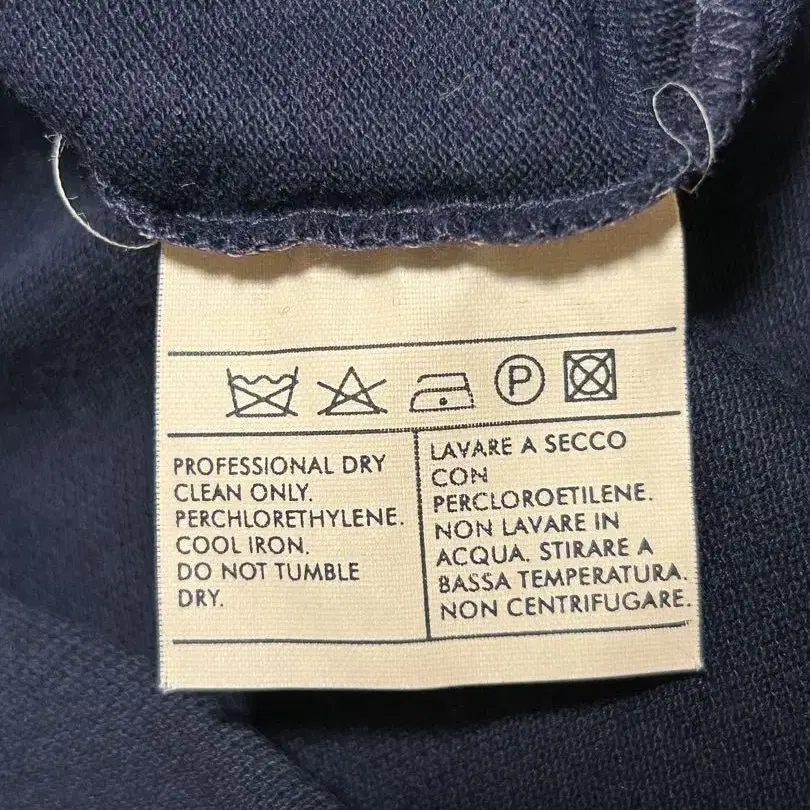 P
PROFESSIONAL DRY
CLEAN ONLY.
PERCHLORETHYLENE.
COOL IRON.
DO NOT TUMBLE
DRY.
LAVARE A SECCO
CON
PERCLOROETILENE.
NON LAVARE IN
ACQUA. STIRARE A
BASSA TEMPERATURA.
NON CENTRIFUGARE.